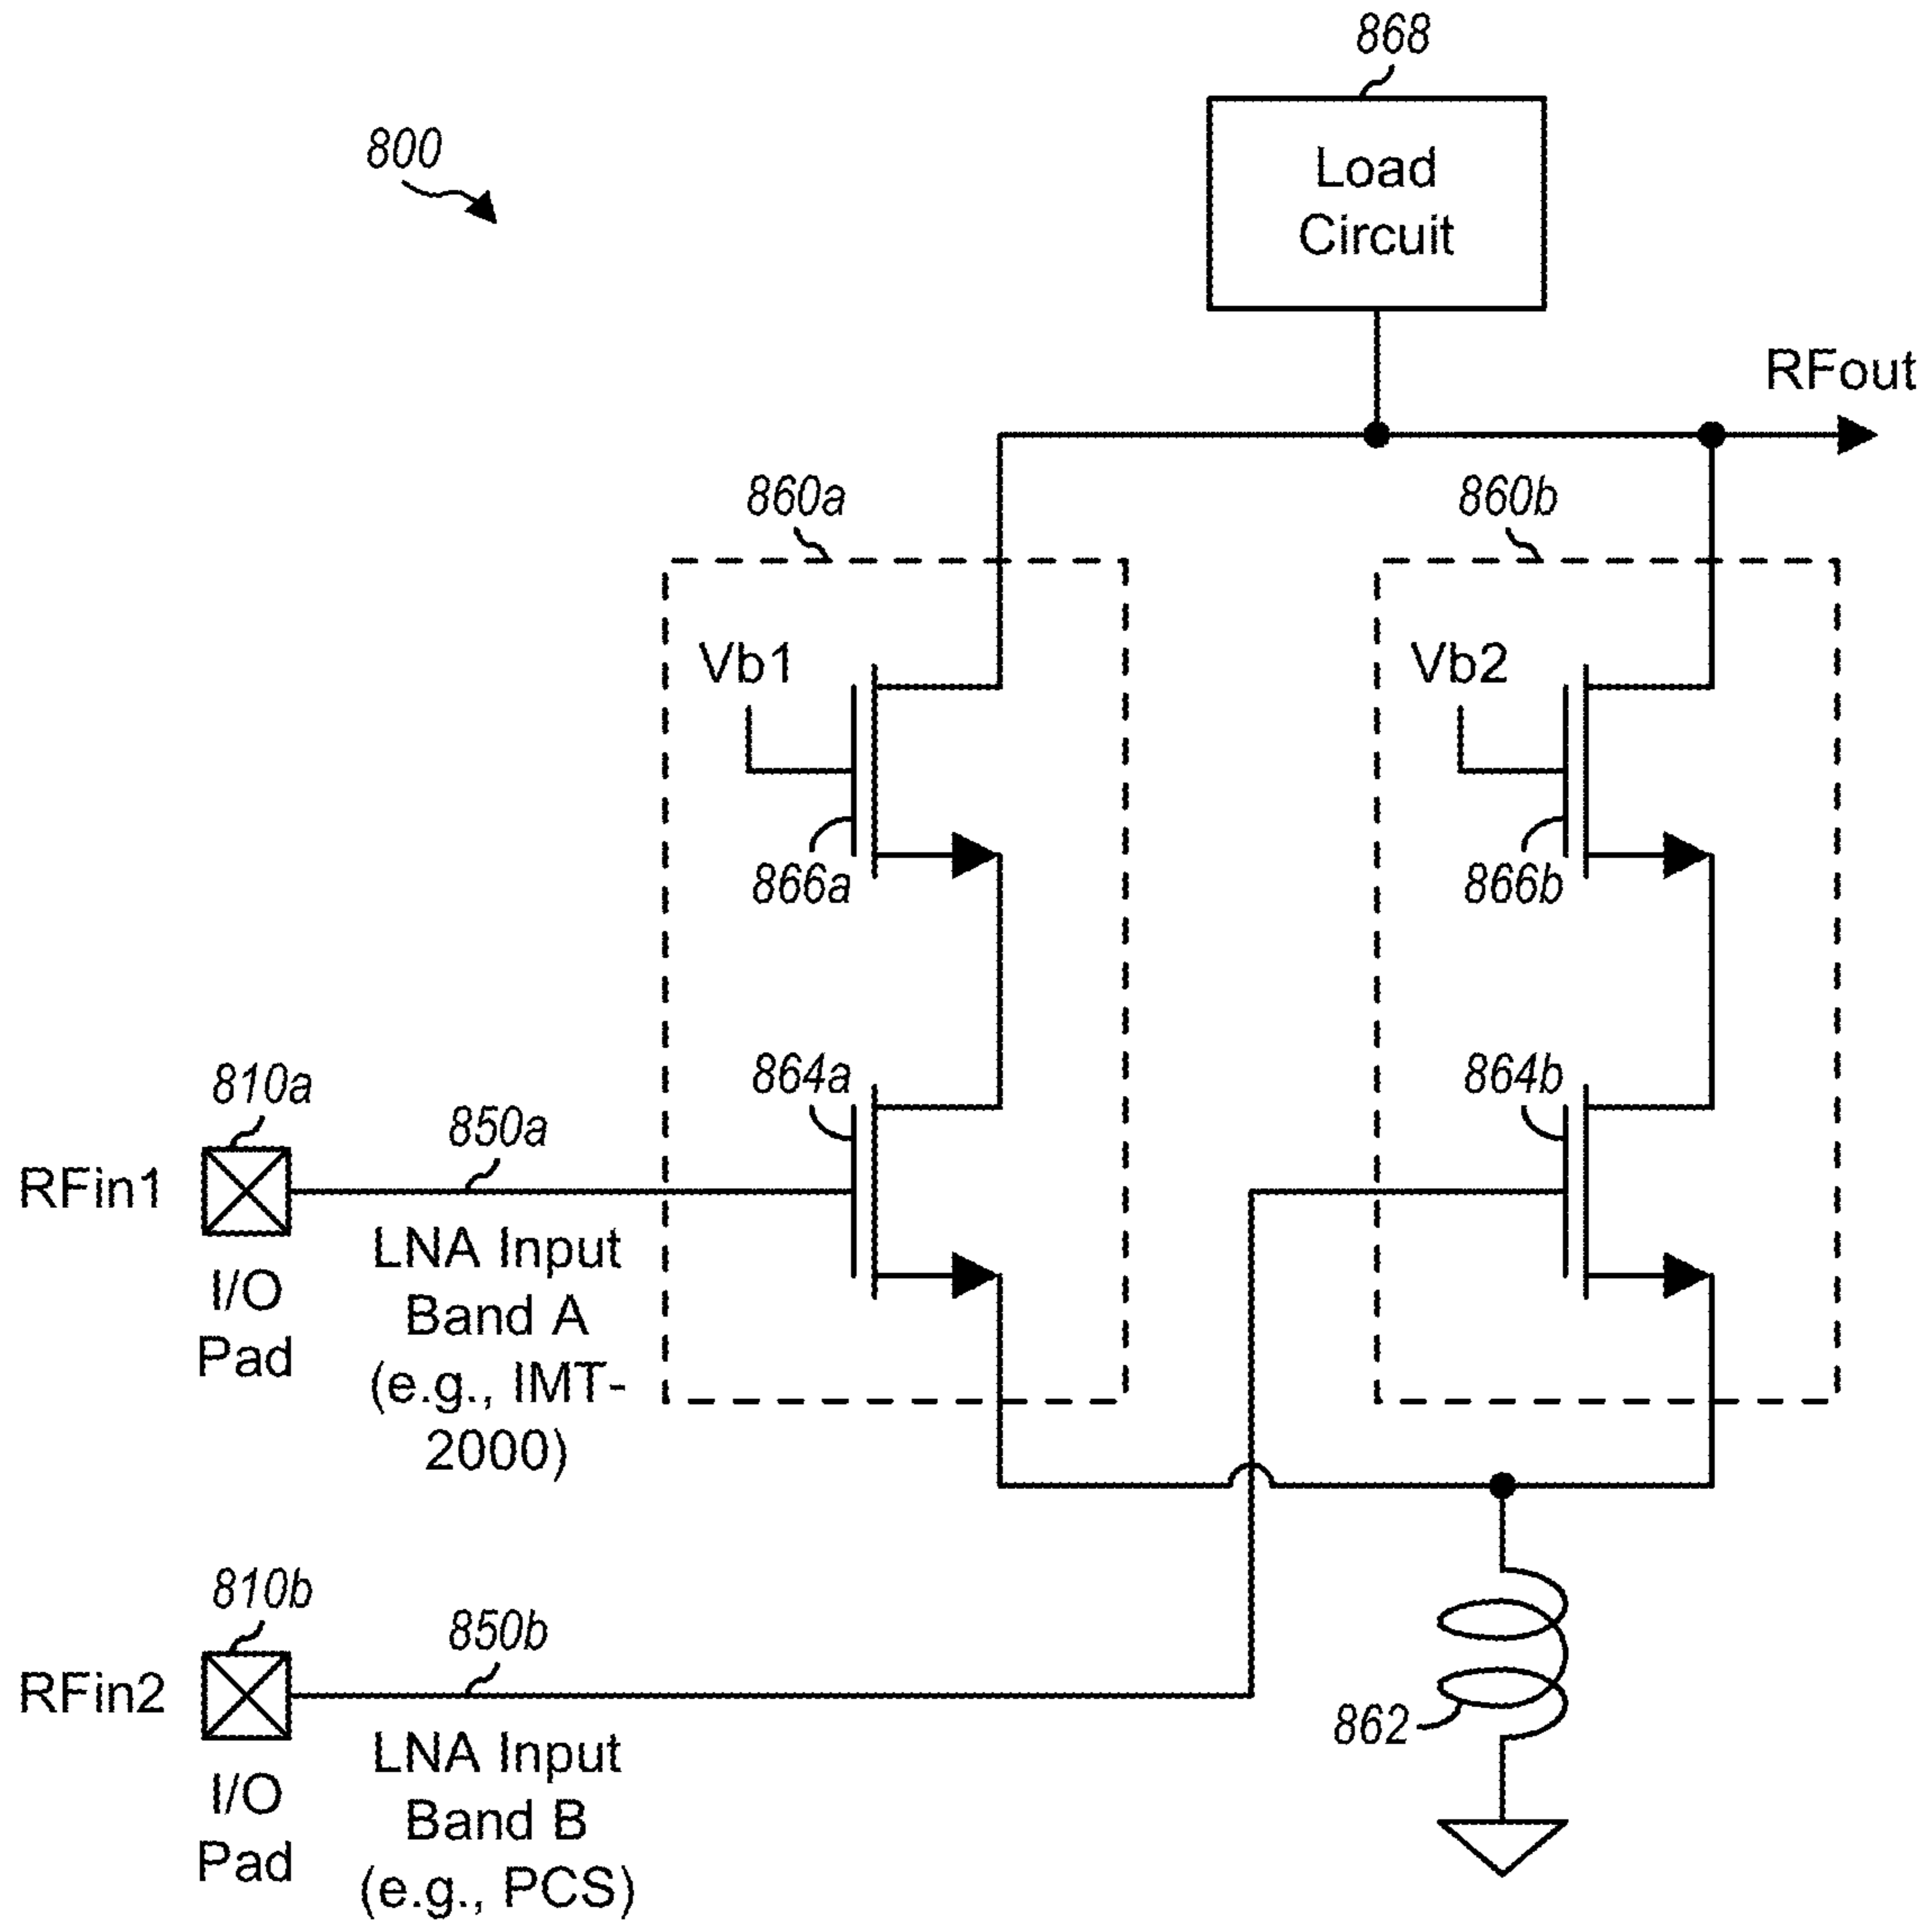 868
800
Load
Circuit
RFout
860a
860b
Vb1
Vb2
866a
866b
864a
864b
810a
850a
RFin1
LNA Input
Band A
(e.g., IMT-
2000)
I/O
Pad
810b
850b
RFin2
LNA Input
Band B
(e.g., PCS)
I/O
Pad
862